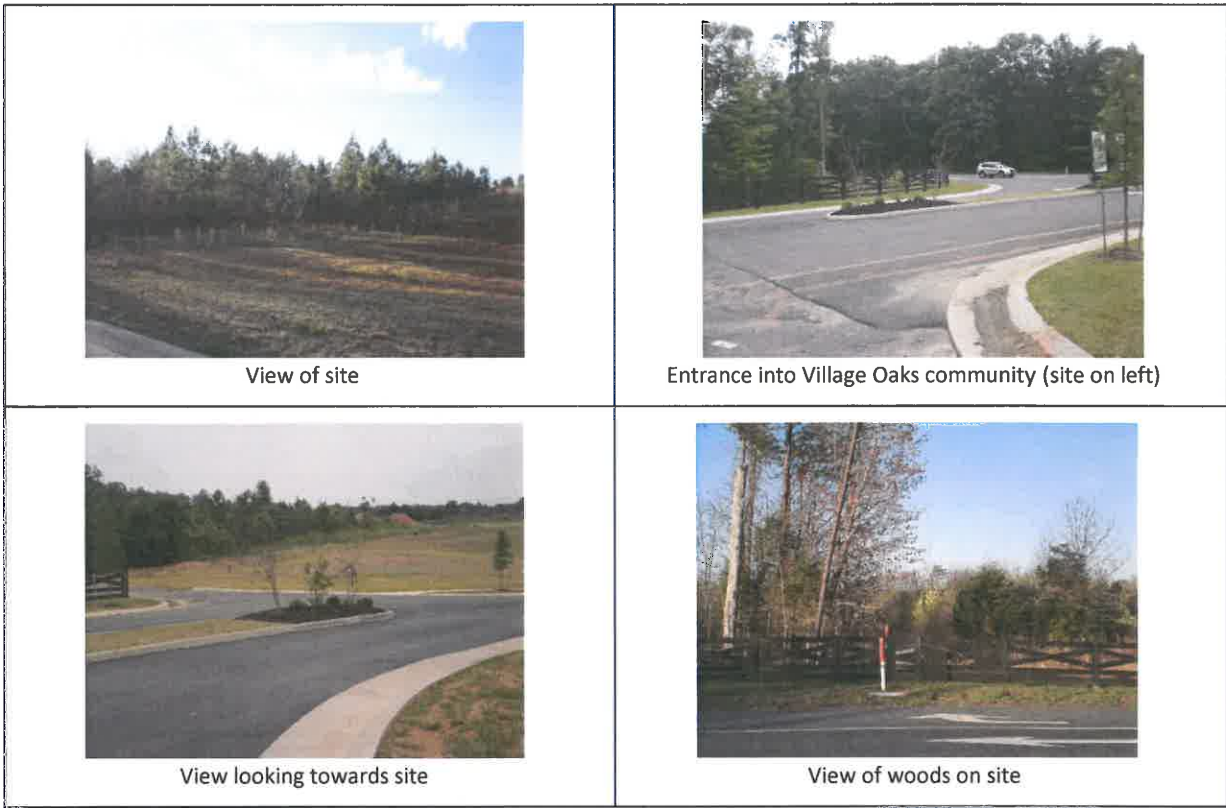 View of site
Entrance into Village Oaks community (site on left)
View looking towards site
View of woods on site